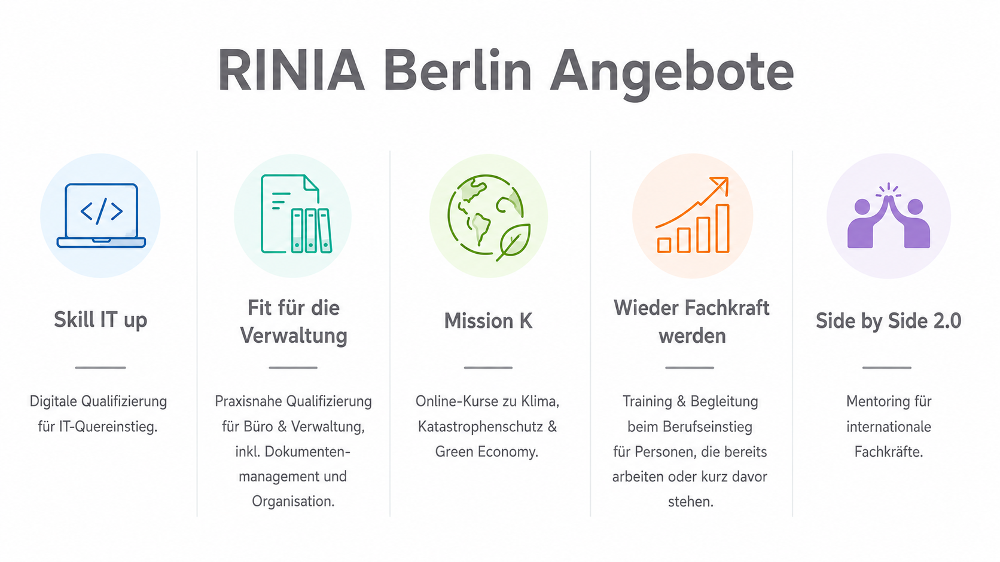 RINIA Berlin Angebote
</>
Skill IT up
Digitale Qualifizierung
für IT-Quereinstieg.
Fit für die
Verwaltung
Praxisnahe Qualifizierung
für Büro & Verwaltung,
inkl. Dokumenten-
management und
Organisation.
Mission K
Online-Kurse zu Klima,
Katastrophenschutz &
Green Economy.
Wieder Fachkraft
werden
Training & Begleitung
beim Berufseinstieg
für Personen, die bereits
arbeiten oder kurz davor
stehen.
Side by Side 2.0
Mentoring für
internationale
Fachkräfte.